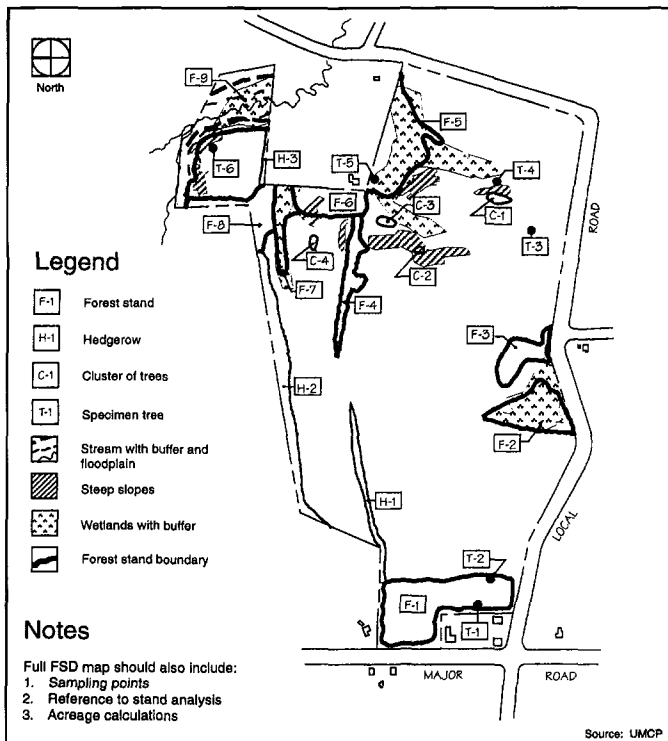 North
F-9
F-5
T-6
H-3
T-5
T-4
F-6
C-3
C-1
F-8
T-3
ROAD
C-4
C-2
F-7
F-4
F-3
H-2
F-2
H-1
LOCAL
T-2
F-1
T-1
MAJOR ROAD
Legend
F-1 Forest stand
H-1 Hedgerow
C-1 Cluster of trees
T-1 Specimen tree
Stream with buffer and
floodplain
Steep slopes
Wetlands with buffer
Forest stand boundary
Notes
Full FSD map should also include:
1. Sampling points
2. Reference to stand analysis
3. Acreage calculations
Source: UMCP